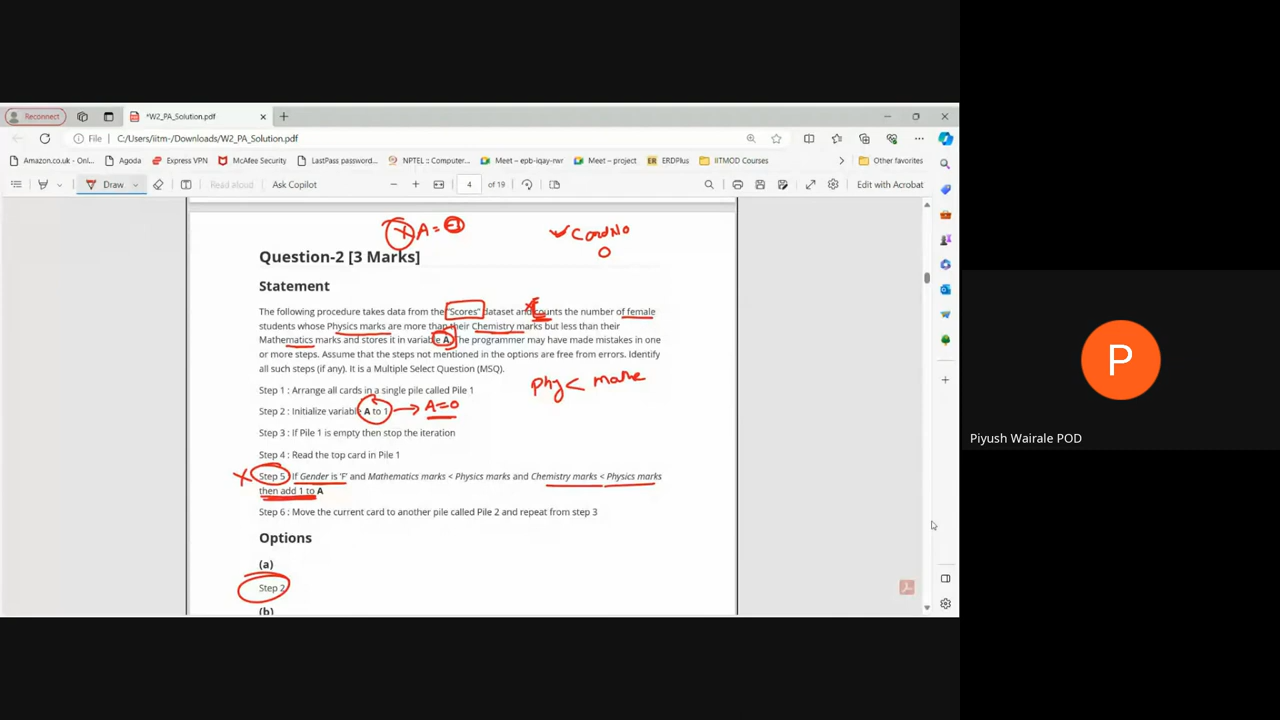 Reconnect
*W2_PA_Solution.pdf
File
C:/Users/iitm-/Downloads/W2_PA_Solution.pdf
Amazon.co.uk - Onl... Agoda Express VPN McAfee Security LastPass password... NPTEL :: Computer... Meet – epb-iqay-rwr Meet – project ER ERDPlus IITMOD Courses Other favorites
Draw Read aloud Ask Copilot 4 of 19 Edit with Acrobat
A = -1
CardNo
0
Question-2 [3 Marks]
Statement
The following procedure takes data from the "Scores" dataset and counts the number of female
students whose Physics marks are more than their Chemistry marks but less than their
Mathematics marks and stores it in variable A. The programmer may have made mistakes in one
or more steps. Assume that the steps not mentioned in the options are free from errors. Identify
all such steps (if any). It is a Multiple Select Question (MSQ).
phy <
Step 1 : Arrange all cards in a single pile called Pile 1
Step 2 : Initialize variable A to 1
A=0
Step 3 : If Pile 1 is empty then stop the iteration
Step 4 : Read the top card in Pile 1
X
Step 5 : If Gender is 'F' and Mathematics marks < Physics marks and Chemistry marks < Physics marks
then add 1 to A
Step 6 : Move the current card to another pile called Pile 2 and repeat from step 3
Options
(a)
Step 2
(b)
P
Piyush Wairale POD